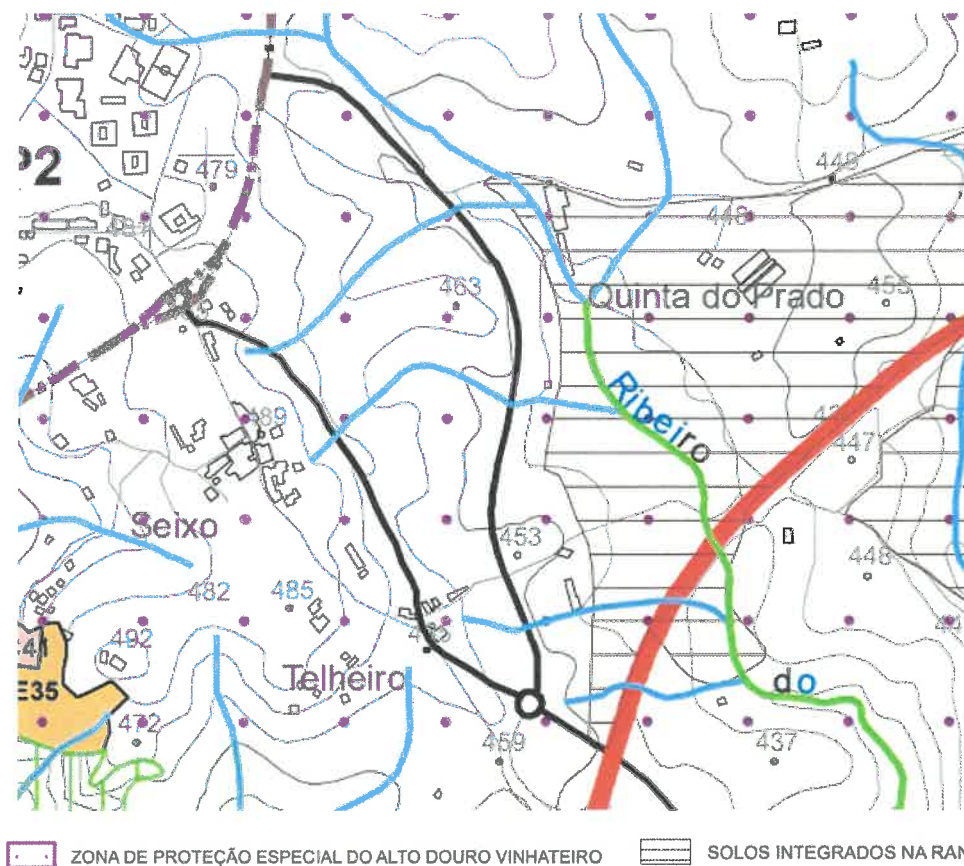 P2
479
448
448
463
Quinta do Prado
455
Ribeiro
489
447
Seixo
453
448
482
485
492
Telheiro
do
E35
472
459
437
ZONA DE PROTEÇÃO ESPECIAL DO ALTO DOURO VINHATEIRO
SOLOS INTEGRADOS NA RAN